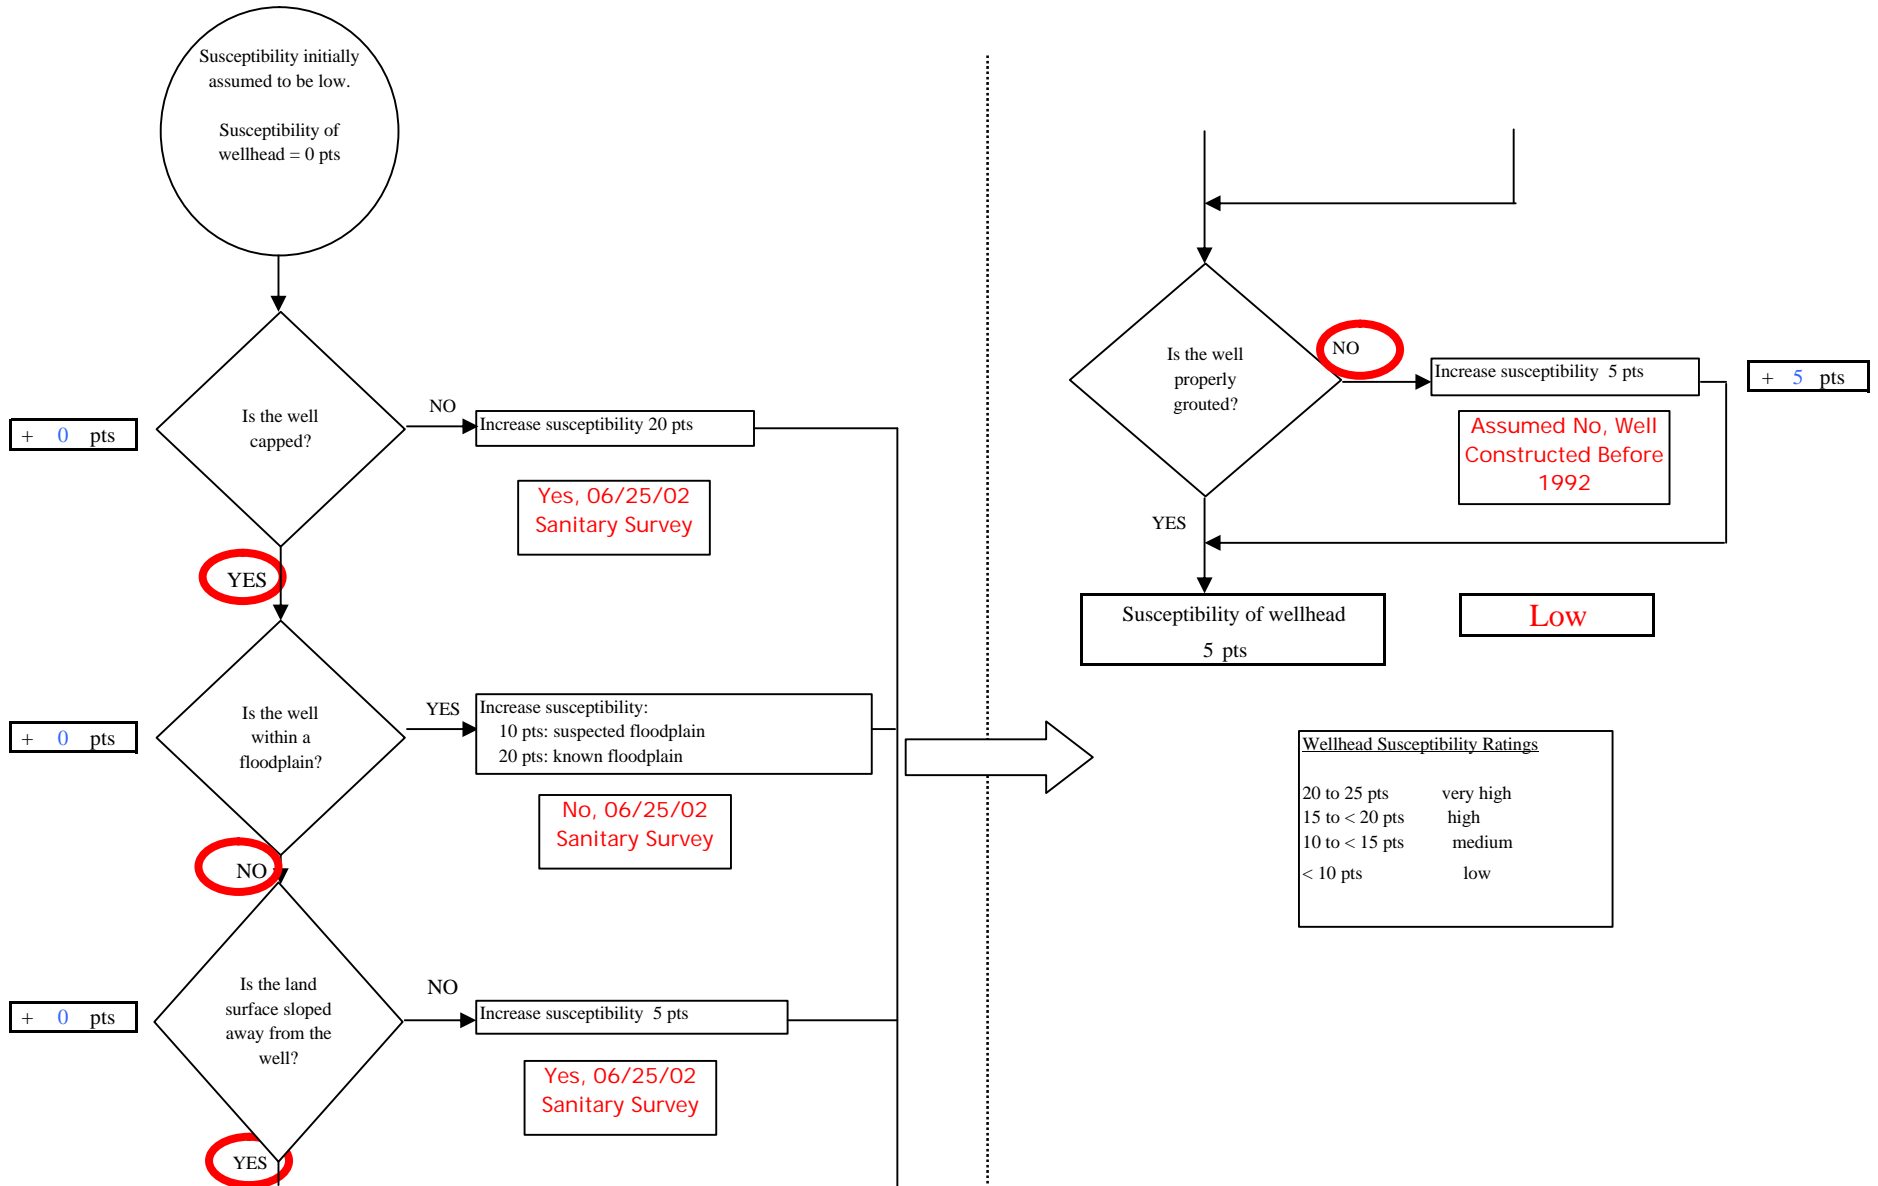 Susceptibility initially
assumed to be low.
Susceptibility of
wellhead = 0 pts
Is the well
capped?
+ 0 pts
NO
Increase susceptibility 20 pts
Yes, 06/25/02
Sanitary Survey
YES
Is the well
within a
floodplain?
+ 0 pts
YES
Increase susceptibility:
10 pts: suspected floodplain
20 pts: known floodplain
No, 06/25/02
Sanitary Survey
NO
Is the land
surface sloped
away from the
well?
+ 0 pts
NO
Increase susceptibility 5 pts
Yes, 06/25/02
Sanitary Survey
YES
Is the well
properly
grouted?
NO
Increase susceptibility 5 pts
+ 5 pts
Assumed No, Well
Constructed Before
1992
YES
Susceptibility of wellhead
5 pts
Low
Wellhead Susceptibility Ratings
20 to 25 pts very high
15 to < 20 pts high
10 to < 15 pts medium
< 10 pts low